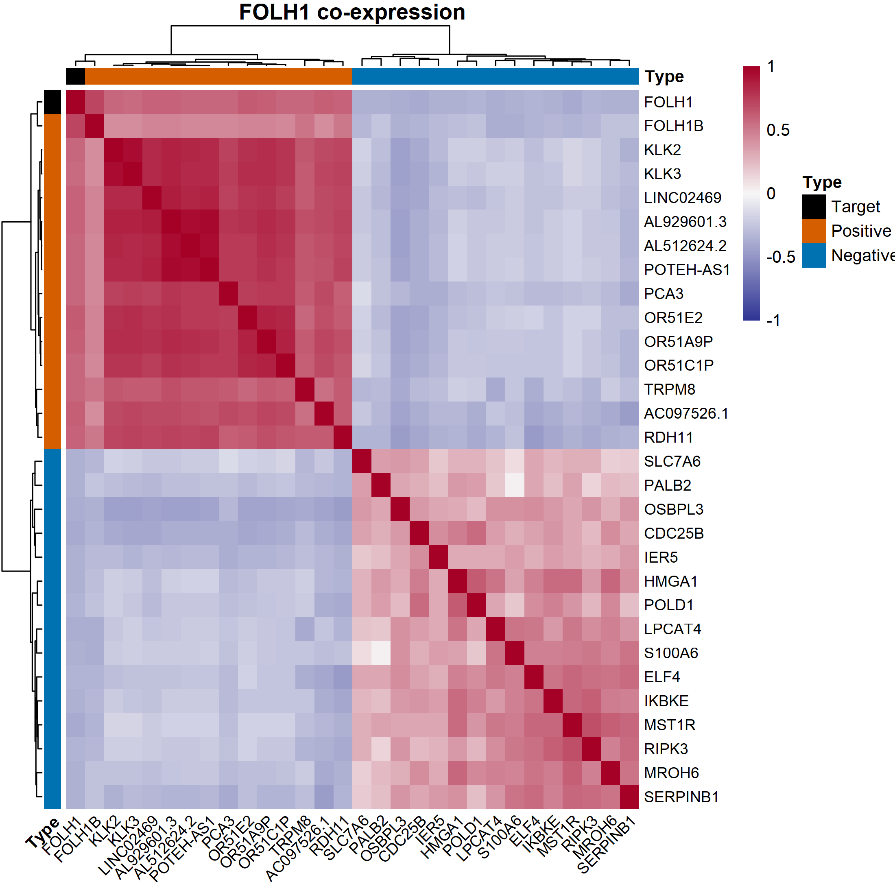 FOLH1 co-expression
Type
FOLH1
FOLH1B
KLK2
KLK3
LINC02469
AL929601.3
AL512624.2
POTEH-AS1
PCA3
OR51E2
OR51A9P
OR51C1P
TRPM8
AC097526.1
RDH11
SLC7A6
PALB2
OSBPL3
CDC25B
IER5
HMGA1
POLD1
LPCAT4
S100A6
ELF4
IKBKE
MST1R
RIPK3
MROH6
SERPINB1
1
0.5
0
-0.5
-1
Type
Target
Positive
Negative
Type
FOLH1
FOLH1B
KLK2
KLK3
LINC02469
AL929601.3
AL512624.2
POTEH-AS1
PCA3
OR51E2
OR51A9P
OR51C1P
TRPM8
AC097526.1
RDH11
SLC7A6
PALB2
OSBPL3
CDC25B
IER5
HMGA1
POLD1
LPCAT4
S100A6
ELF4
IKBKE
MST1R
RIPK3
MROH6
SERPINB1